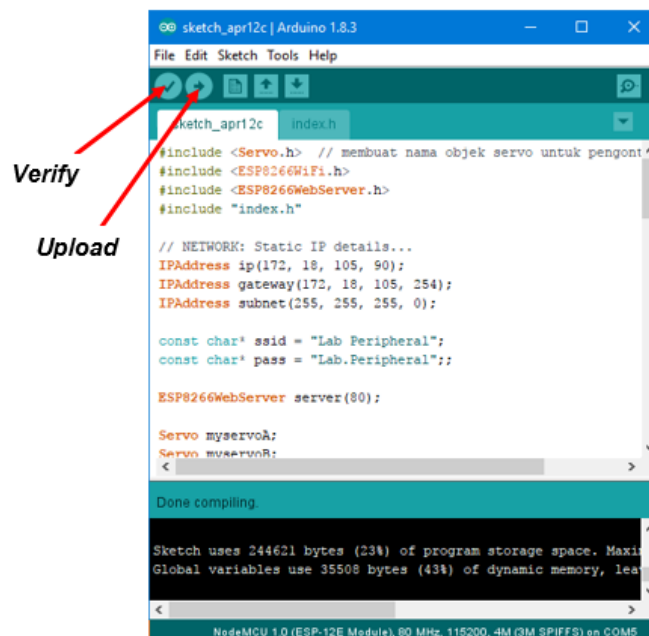 sketch_apr12c | Arduino 1.8.3
File Edit Sketch Tools Help
sketch_apr12c index.h
#include <Servo.h> // membuat nama objek servo untuk pengont
#include <ESP8266WiFi.h>
Verify
#include <ESP8266WebServer.h>
#include "index.h"
Upload
// NETWORK: Static IP details...
IPAddress ip(172, 18, 105, 90);
IPAddress gateway(172, 18, 105, 254);
IPAddress subnet(255, 255, 255, 0);
const char* ssid = "Lab Peripheral";
const char* pass = "Lab.Peripheral";;
ESP8266WebServer server(80);
Servo myservoA;
Servo myservoB;
Done compiling.
Sketch uses 244621 bytes (23%) of program storage space. Maxi
Global variables use 35508 bytes (43%) of dynamic memory, lea
NodeMCU 1.0 (ESP-12E Module), 80 MHz, 115200, 4M (3M SPIFFS) on COM5